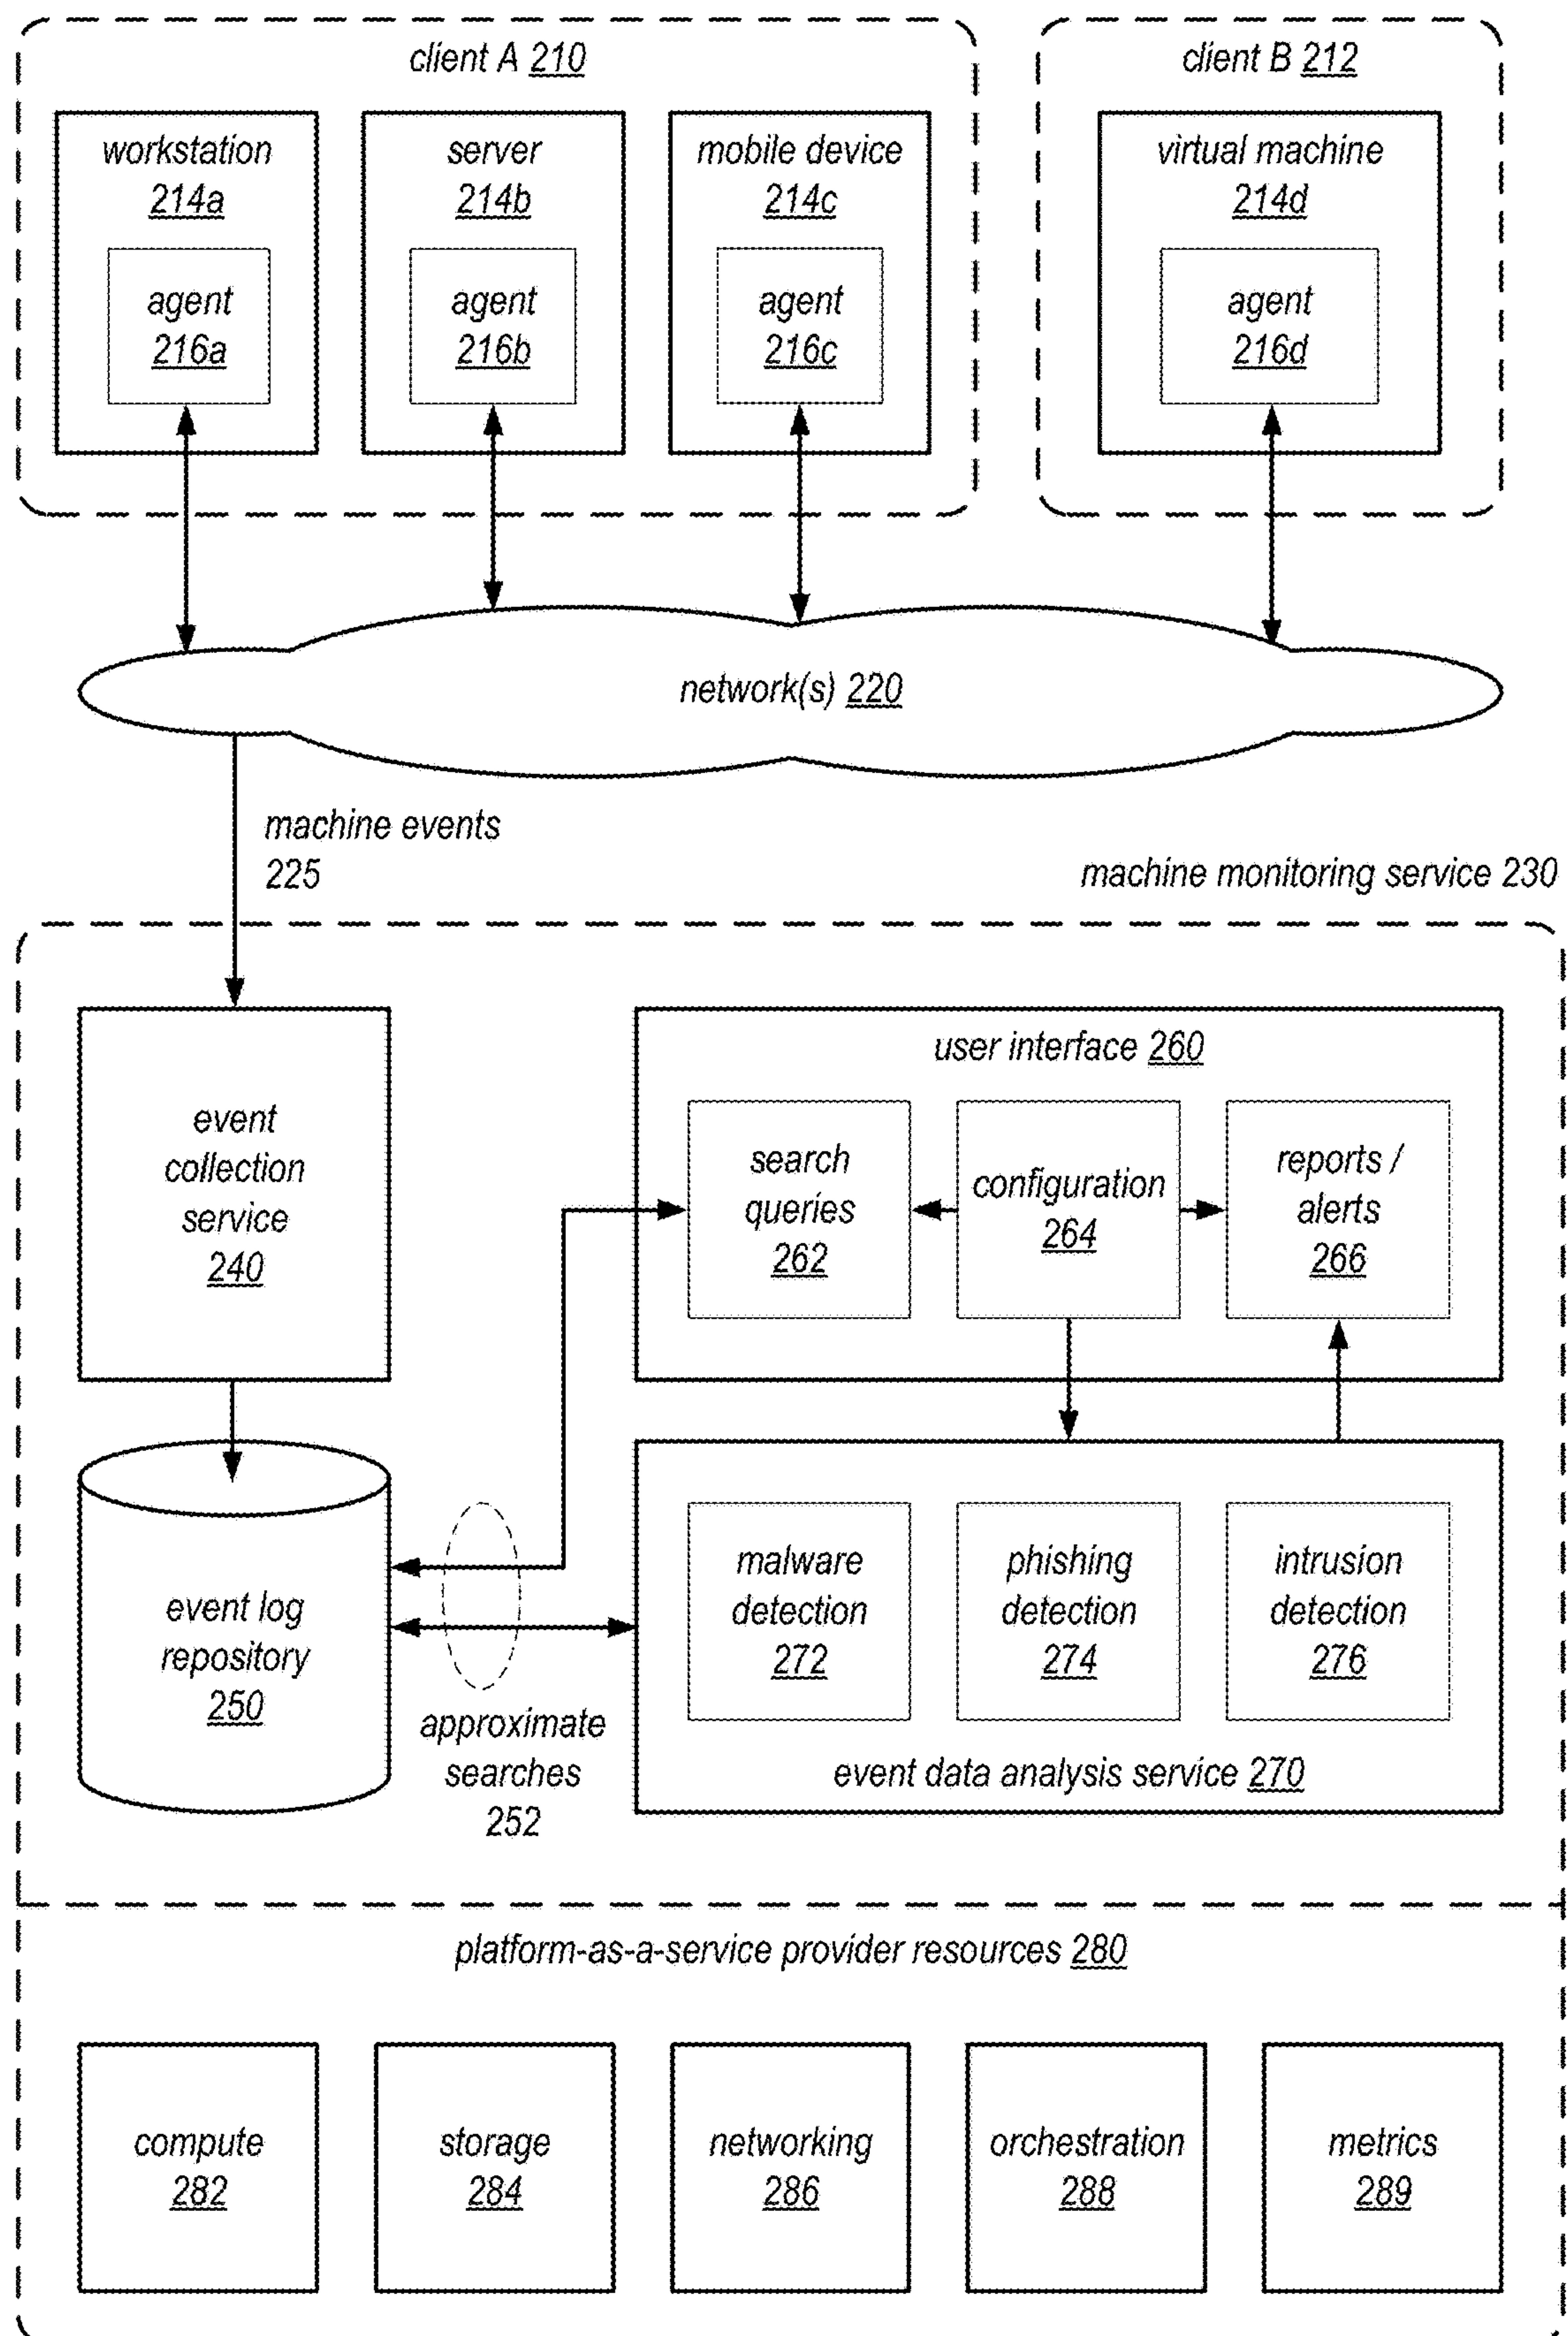 client A 210
client B 212
workstation
214a
server
214b
mobile device
214c
virtual machine
214d
agent
216a
agent
216b
agent
216c
agent
216d
network(s) 220
machine events
225
machine monitoring service 230
event
collection
service
240
user interface 260
search
queries
262
configuration
264
reports /
alerts
266
event log
repository
250
approximate
searches
252
malware
detection
272
phishing
detection
274
intrusion
detection
276
event data analysis service 270
platform-as-a-service provider resources 280
compute
282
storage
284
networking
286
orchestration
288
metrics
289